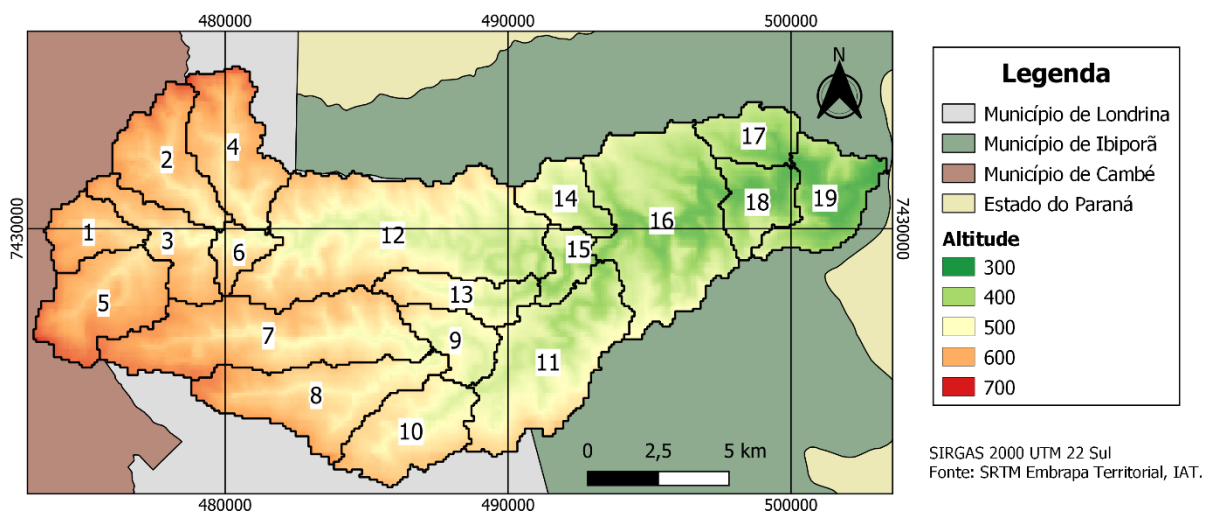 480000 490000 500000
N
7430000
7430000
1
2
3
4
5
6
7
8
9
10
11
12
13
14
15
16
17
18
19
0 2,5 5 km
480000 490000 500000
Legenda
Município de Londrina
Município de Ibiporã
Município de Cambé
Estado do Paraná
Altitude
300
400
500
600
700
SIRGAS 2000 UTM 22 Sul
Fonte: SRTM Embrapa Territorial, IAT.